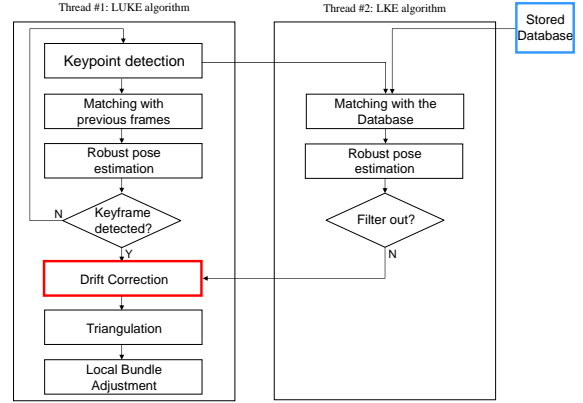 Thread #1: LUKE algorithm
Keypoint detection
Matching with
previous frames
Robust pose
estimation
N
Keyframe
detected?
Y
Drift Correction
Triangulation
Local Bundle
Adjustment
Thread #2: LKE algorithm
Stored
Database
Matching with the
Database
Robust pose
estimation
Filter out?
N